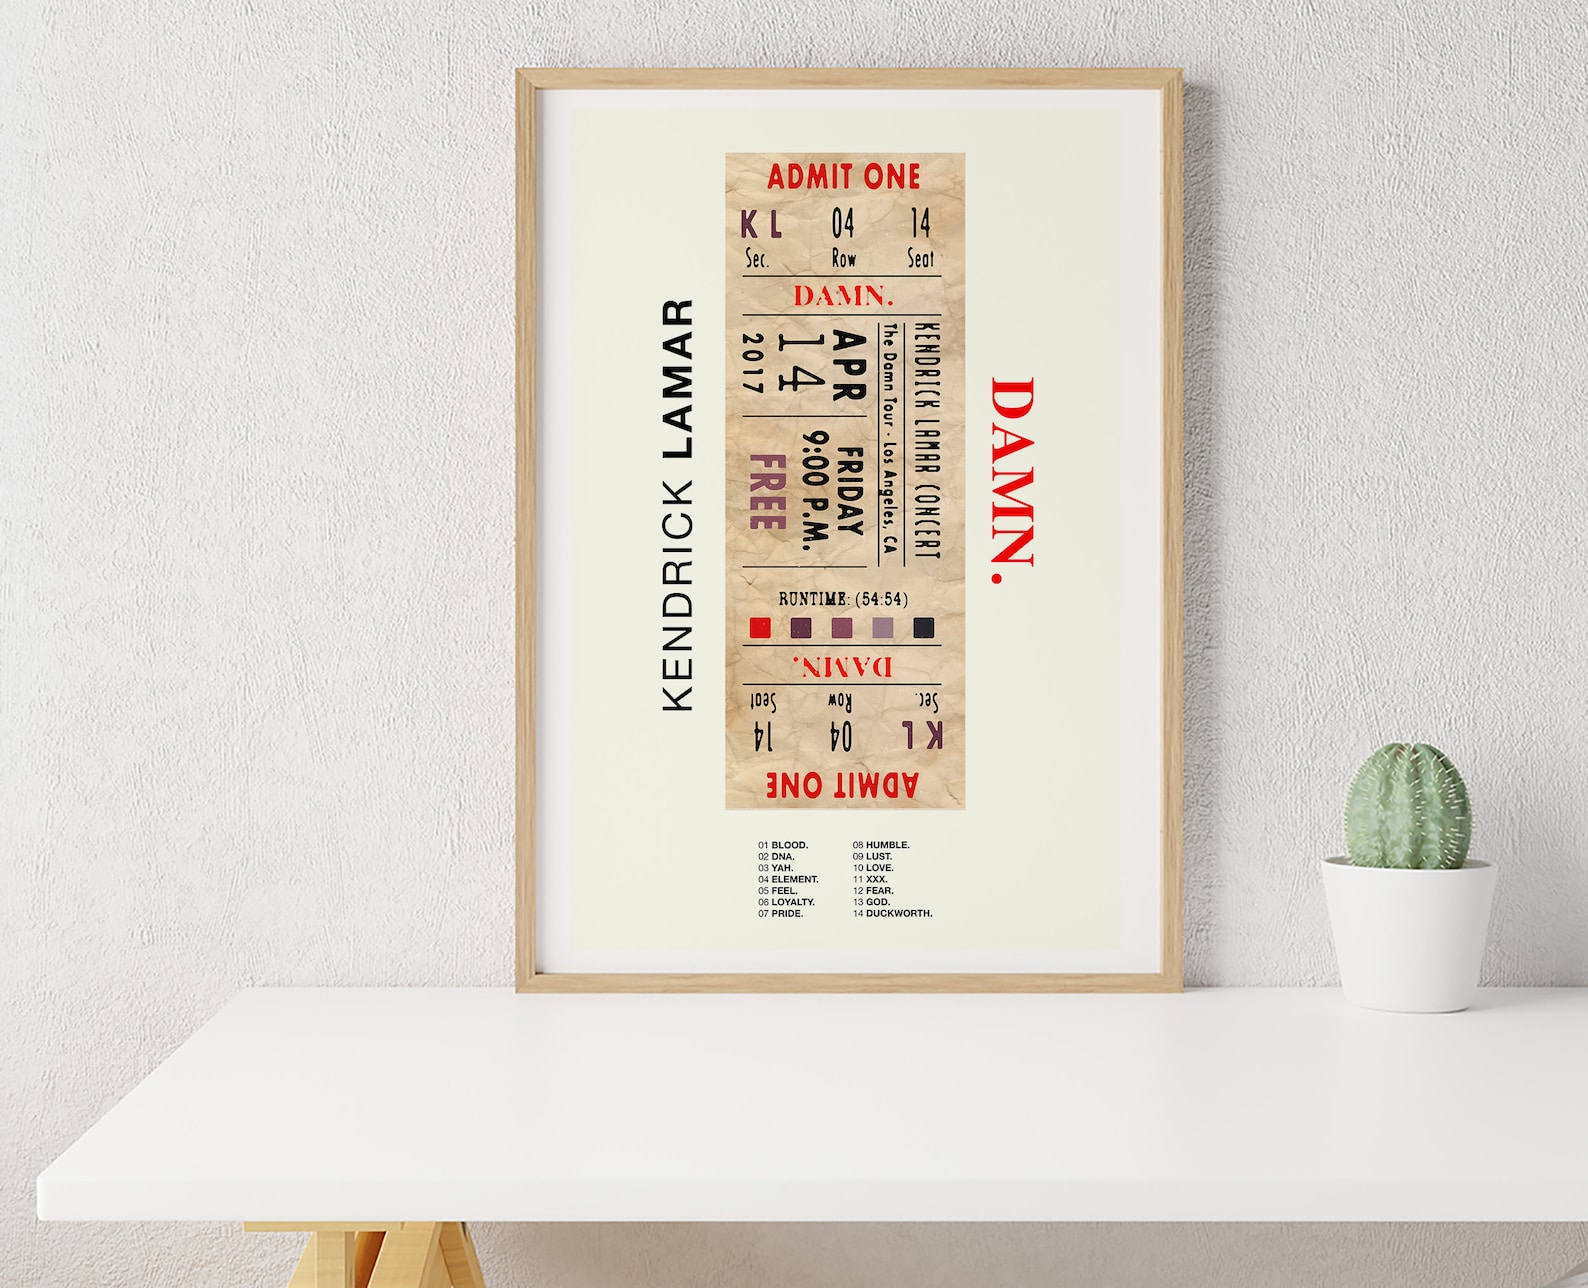 KENDRICK LAMAR
ADMIT ONE
KL 04 14
Sec. Row Seat
DAMN.
KENDRICK LAMAR CONCERT
The Damn Tour · Los Angeles, CA
APR
14
2017
FRIDAY
9:00 P.M.
FREE
RUNTIME: (54:54)
DAMN.
Sec. Row Seat
KL 04 14
ADMIT ONE
DAMN.
01 BLOOD.
02 DNA.
03 YAH.
04 ELEMENT.
05 FEEL.
06 LOYALTY.
07 PRIDE.
08 HUMBLE.
09 LUST.
10 LOVE.
11 XXX.
12 FEAR.
13 GOD.
14 DUCKWORTH.